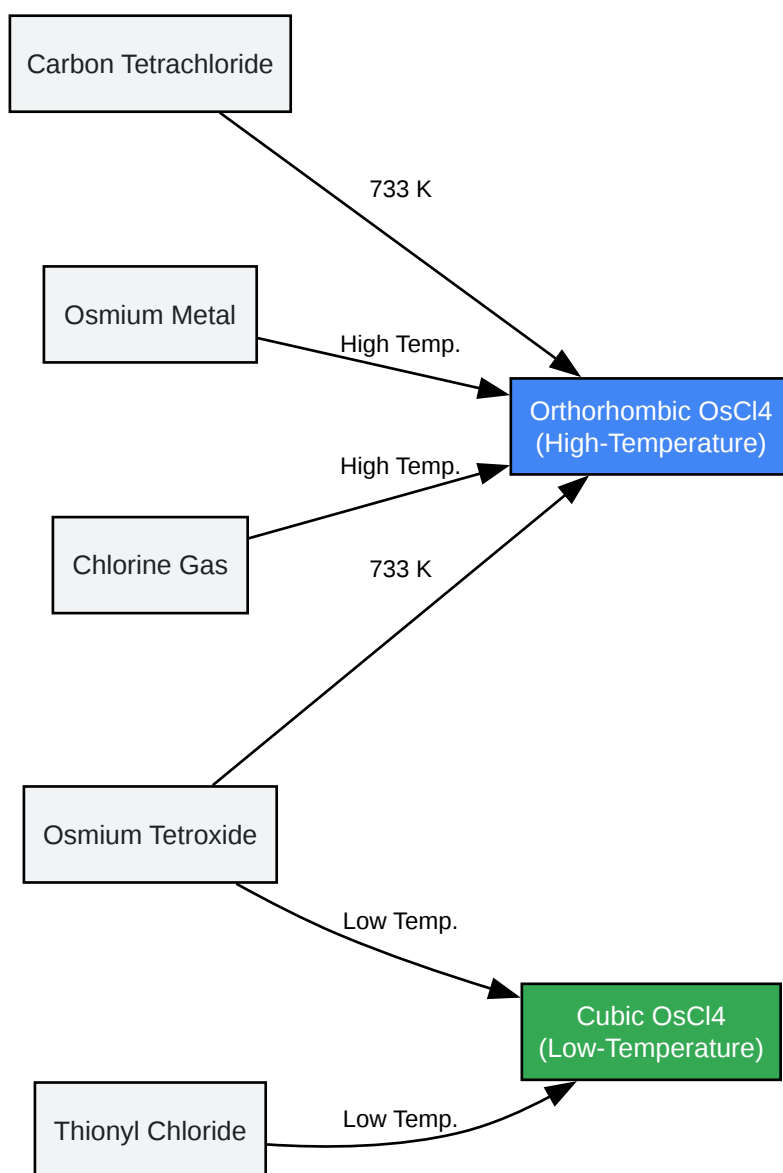 Carbon Tetrachloride
733 K
Osmium Metal
High Temp.
Orthorhombic OsCl4
(High-Temperature)
High Temp.
Chlorine Gas
733 K
Osmium Tetroxide
Low Temp.
Cubic OsCl4
(Low-Temperature)
Low Temp.
Thionyl Chloride